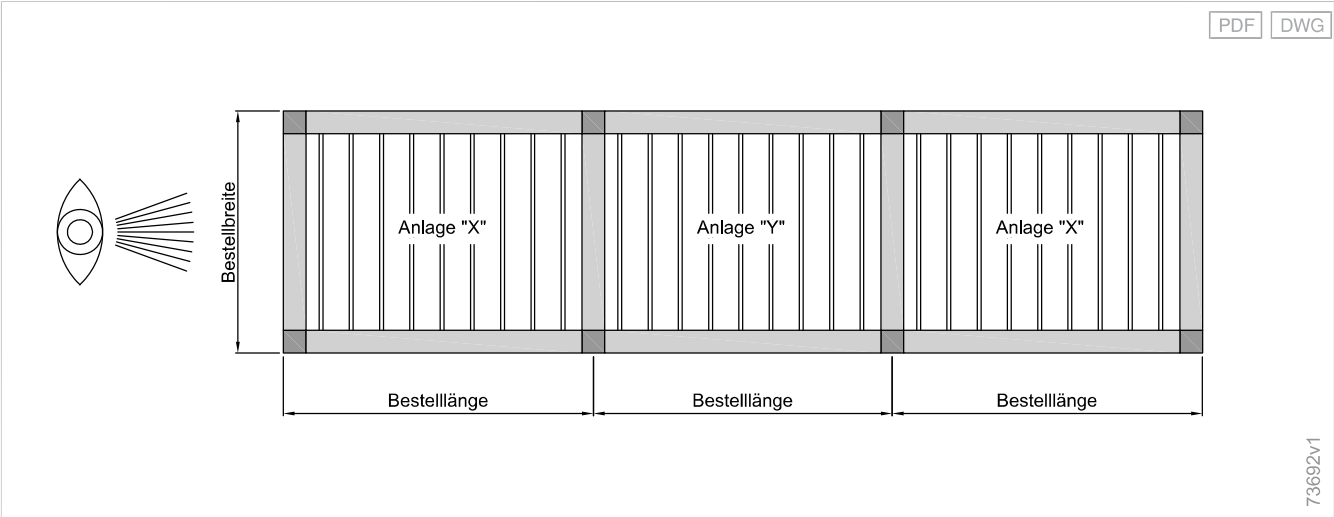 PDF DWG
Bestellbreite
Anlage "X" Anlage "Y" Anlage "X"
Bestelllänge Bestelllänge Bestelllänge
73692v1